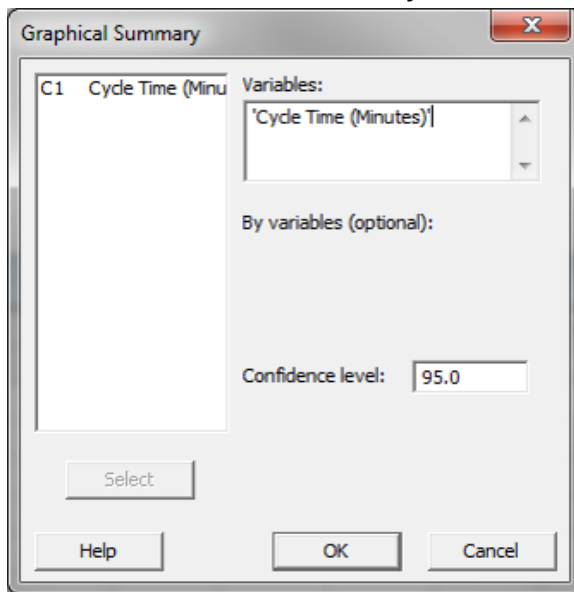 Graphical Summary
C1 Cycle Time (Minu
Variables:
'Cycle Time (Minutes)'
By variables (optional):
Confidence level: 95.0
Select
Help OK Cancel